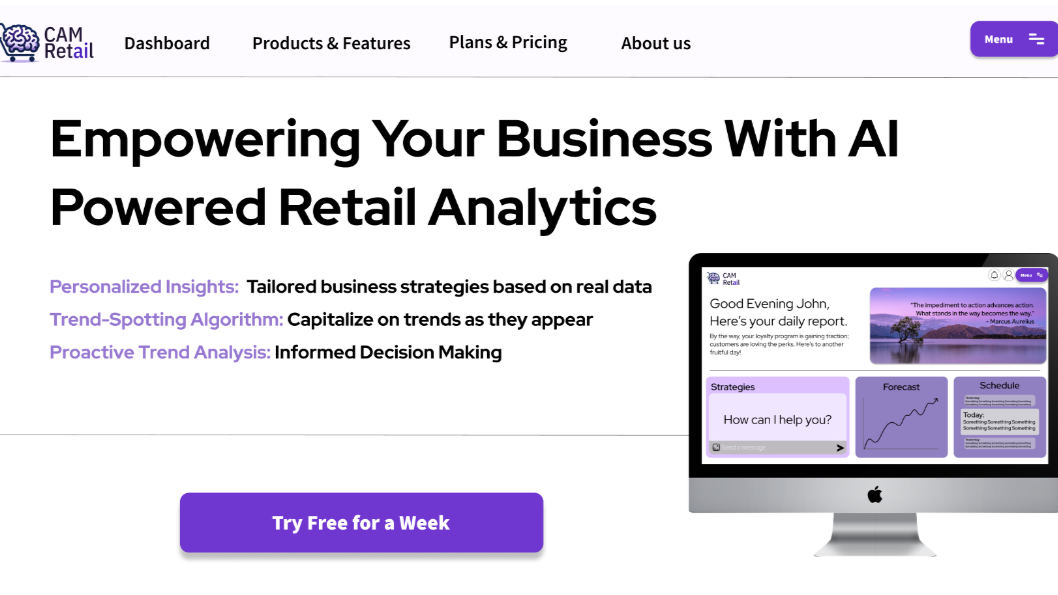 CAM
Retail
Dashboard
Products & Features
Plans & Pricing
About us
Menu
Empowering Your Business With AI
Powered Retail Analytics
Personalized Insights: Tailored business strategies based on real data
Trend-Spotting Algorithm: Capitalize on trends as they appear
Proactive Trend Analysis: Informed Decision Making
CAM
Retail
Menu
Good Evening John,
Here's your daily report.
By the way, your loyalty program is gaining traction;
customers are loving the perks. Here's to another
fruitful day!
"The impediment to action advances action.
What stands in the way becomes the way."
- Marcus Aurelius
Strategies
How can I help you?
Send a message
Forecast
Schedule
Today:
Something Something Something Something
Something Something Something Something
Try Free for a Week